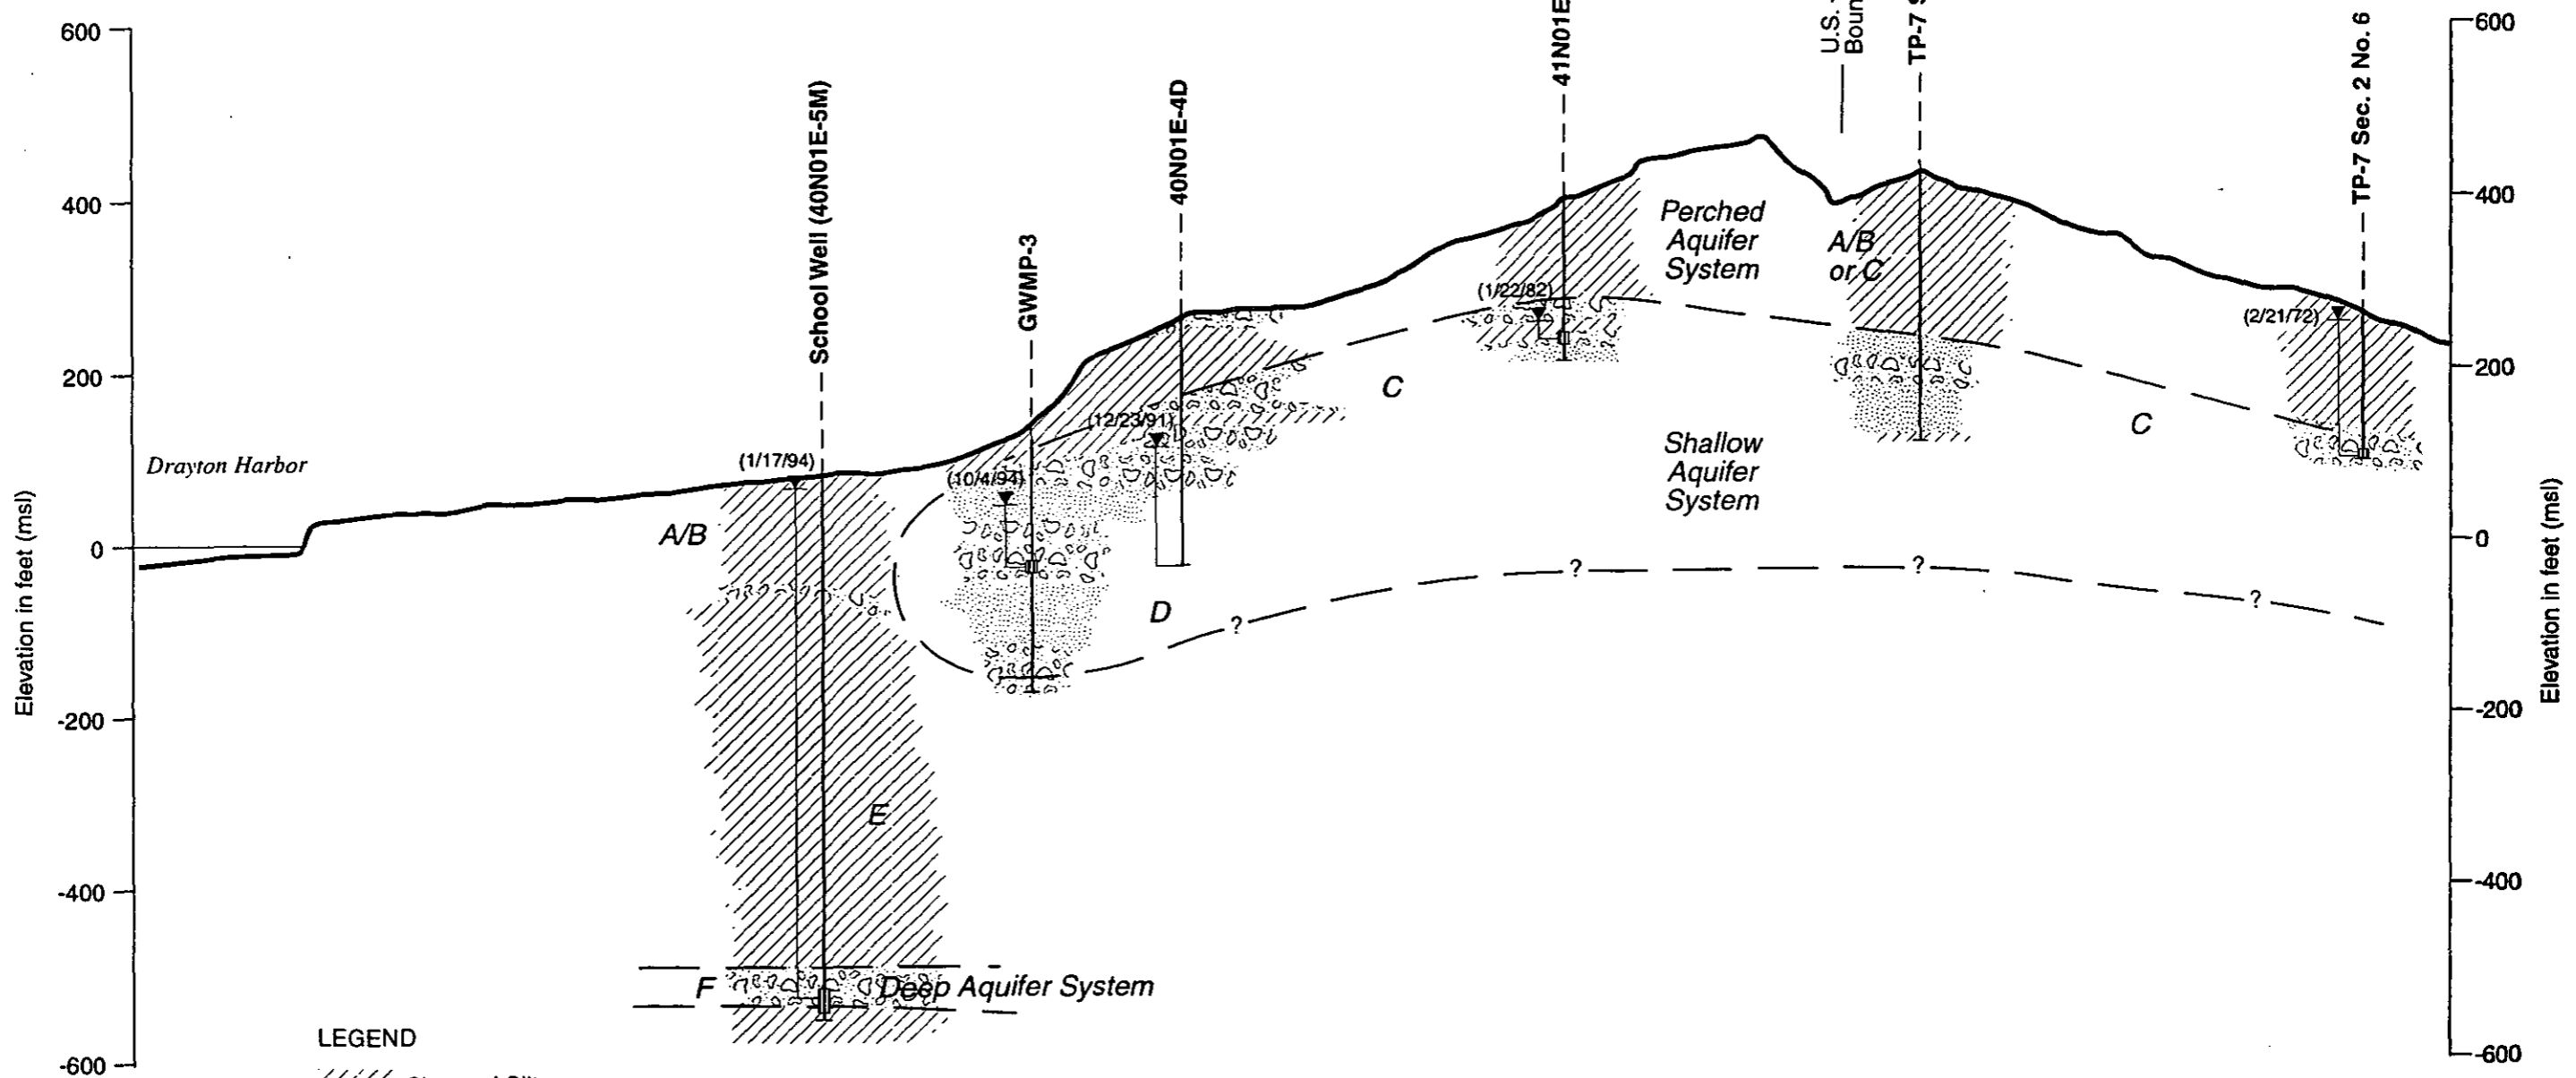 600
400
200
0
-200
-400
-600
Elevation in feet (msl)
Drayton Harbor
School Well (40N01E-5M)
GWMP-3
40N01E-4D
41N01E
U.S.
Boun
TP-7 S
TP-7 Sec. 2 No. 6
600
400
200
0
-200
-400
-600
Elevation in feet (msl)
(1/17/94)
(10/4/94)
(12/23/91)
(1/22/82)
(2/21/72)
Perched
Aquifer
System
A/B
or C
C
C
Shallow
Aquifer
System
A/B
D
?
?
?
?
E
F
Deep Aquifer System
LEGEND